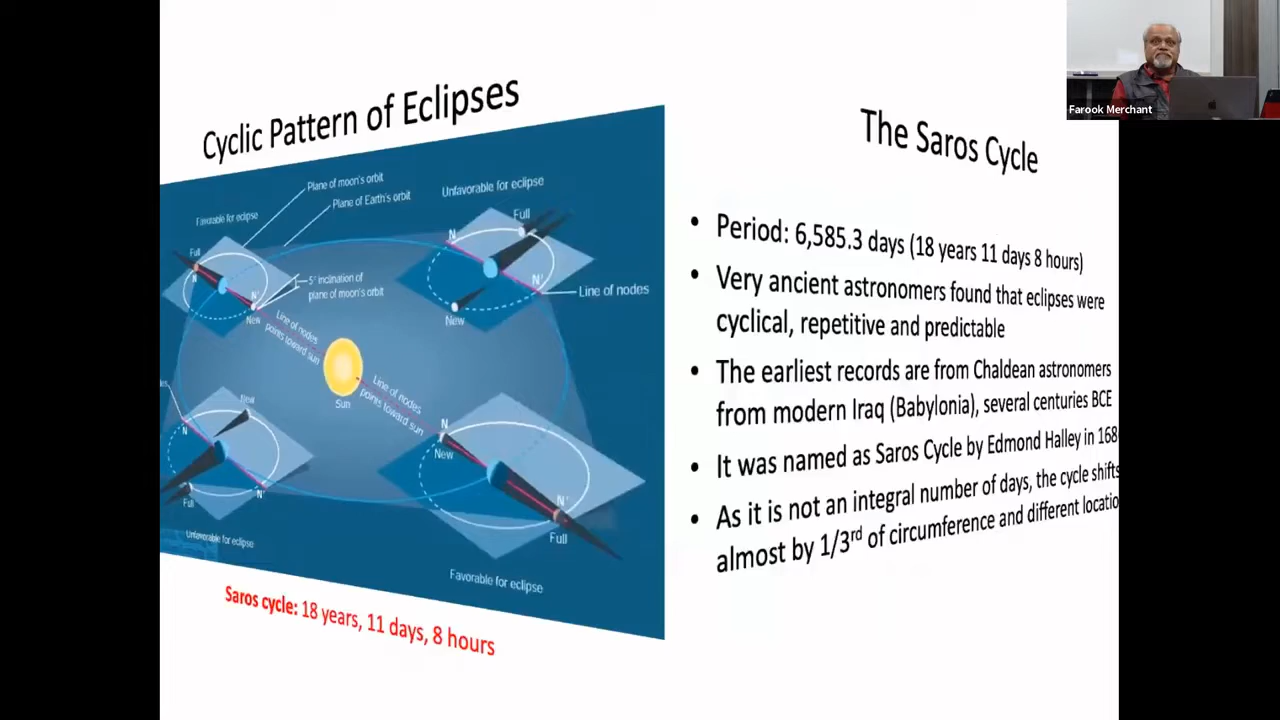 Farook Merchant
Cyclic Pattern of Eclipses
Plane of moon's orbit
Plane of Earth's orbit
Favorable for eclipse
Unfavorable for eclipse
Full
N
N'
New
5° inclination of
plane of moon's orbit
Line of nodes
points toward sun
Full
N
N'
New
Line of nodes
Sun
Line of nodes
points toward sun
New
N
N'
Full
Unfavorable for eclipse
N
New
N'
Full
Favorable for eclipse
Saros cycle: 18 years, 11 days, 8 hours
The Saros Cycle
• Period: 6,585.3 days (18 years 11 days 8 hours)
• Very ancient astronomers found that eclipses were
cyclical, repetitive and predictable
• The earliest records are from Chaldean astronomers
from modern Iraq (Babylonia), several centuries BCE
• It was named as Saros Cycle by Edmond Halley in 168
• As it is not an integral number of days, the cycle shifts
almost by 1/3rd of circumference and different locatio